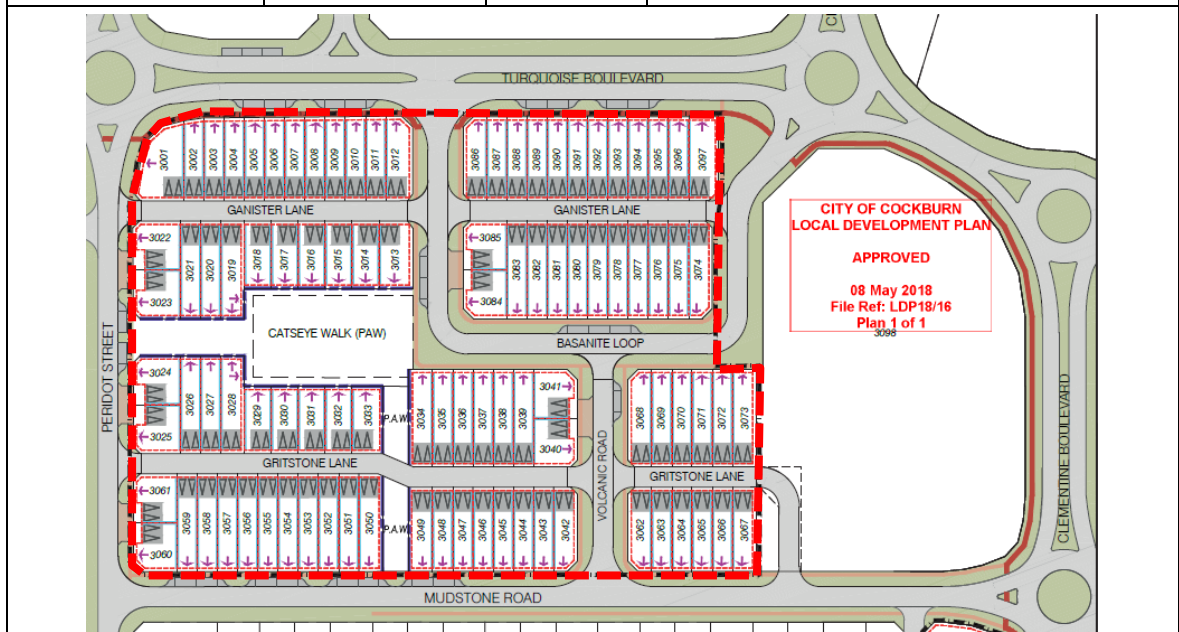 C
TURQUOISE BOULEVARD
3001 3002 3003 3004 3005 3006 3007 3008 3009 3010 3011 3012
3086 3087 3088 3089 3090 3091 3092 3093 3094 3095 3096 3097
GANISTER LANE
GANISTER LANE
CITY OF COCKBURN
LOCAL DEVELOPMENT PLAN
APPROVED
08 May 2018
File Ref: LDP18/16
Plan 1 of 1
3098
3022
3021 3020 3019 3018 3017 3016 3015 3014 3013
3023
3085
3083 3082 3081 3080 3079 3078 3077 3076 3075 3074
3084
CATSEYE WALK (PAW)
BASANITE LOOP
PERIDOT STREET
3024
3026 3027 3028 3029 3030 3031 3032 3033
3025
P.A.W
3034 3035 3036 3037 3038 3039
3041
3040
3068 3069 3070 3071 3072 3073
GRITSTONE LANE
GRITSTONE LANE
VOLCANIC ROAD
CLEMENTINE BOULEVARD
3061
3059 3058 3057 3056 3055 3054 3053 3052 3051 3050
3060
P.A.W
3049 3048 3047 3046 3045 3044 3043 3042
3062 3063 3064 3065 3066 3067
MUDSTONE ROAD